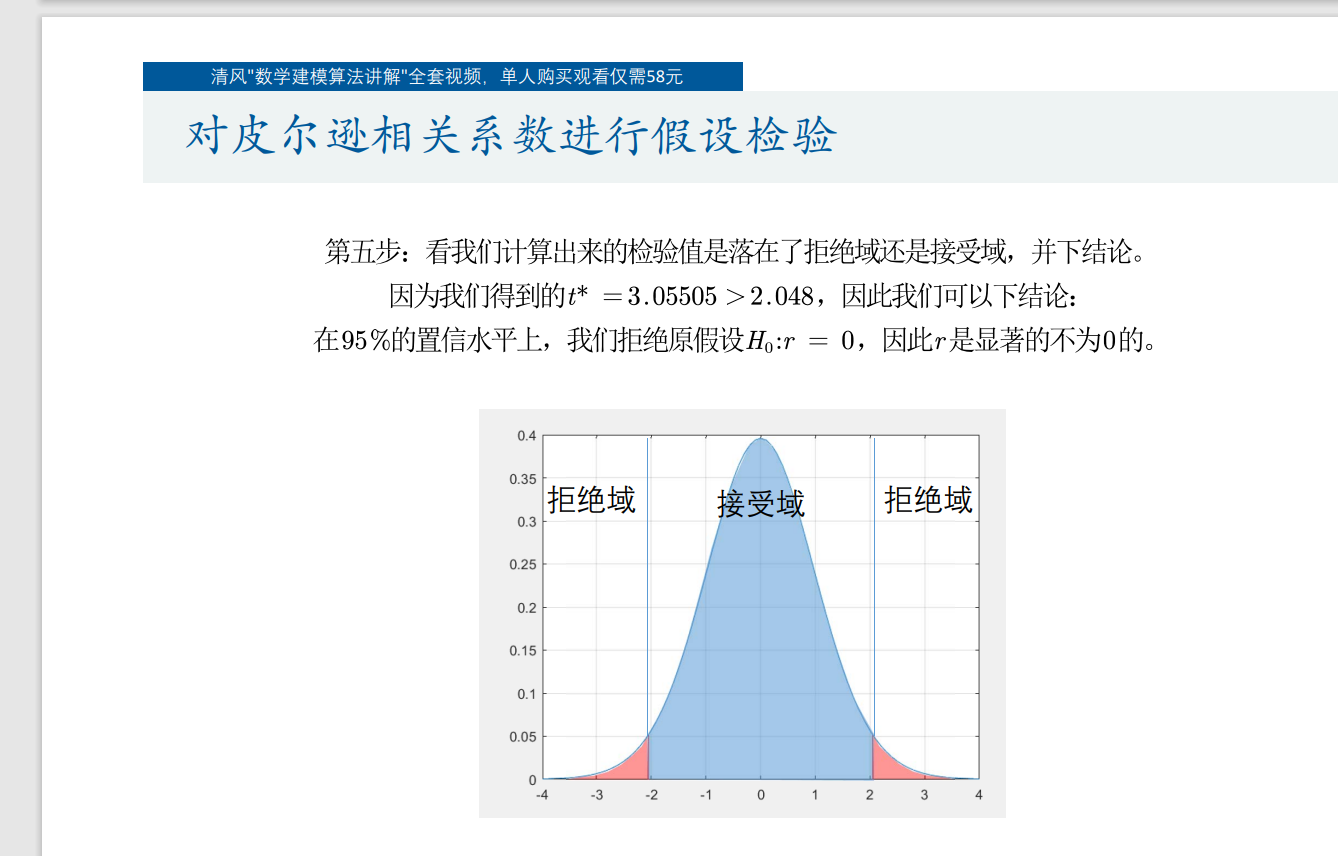 清风"数学建模算法讲解"全套视频，单人购买观看仅需58元
对皮尔逊相关系数进行假设检验
第五步：看我们计算出来的检验值是落在了拒绝域还是接受域，并下结论。
因为我们得到的t* = 3.05505 > 2.048，因此我们可以下结论：
在95%的置信水平上，我们拒绝原假设H₀:r = 0，因此r是显著的不为0的。
0.4
0.35
拒绝域 接受域 拒绝域
0.3
0.25
0.2
0.15
0.1
0.05
0
-4 -3 -2 -1 0 1 2 3 4